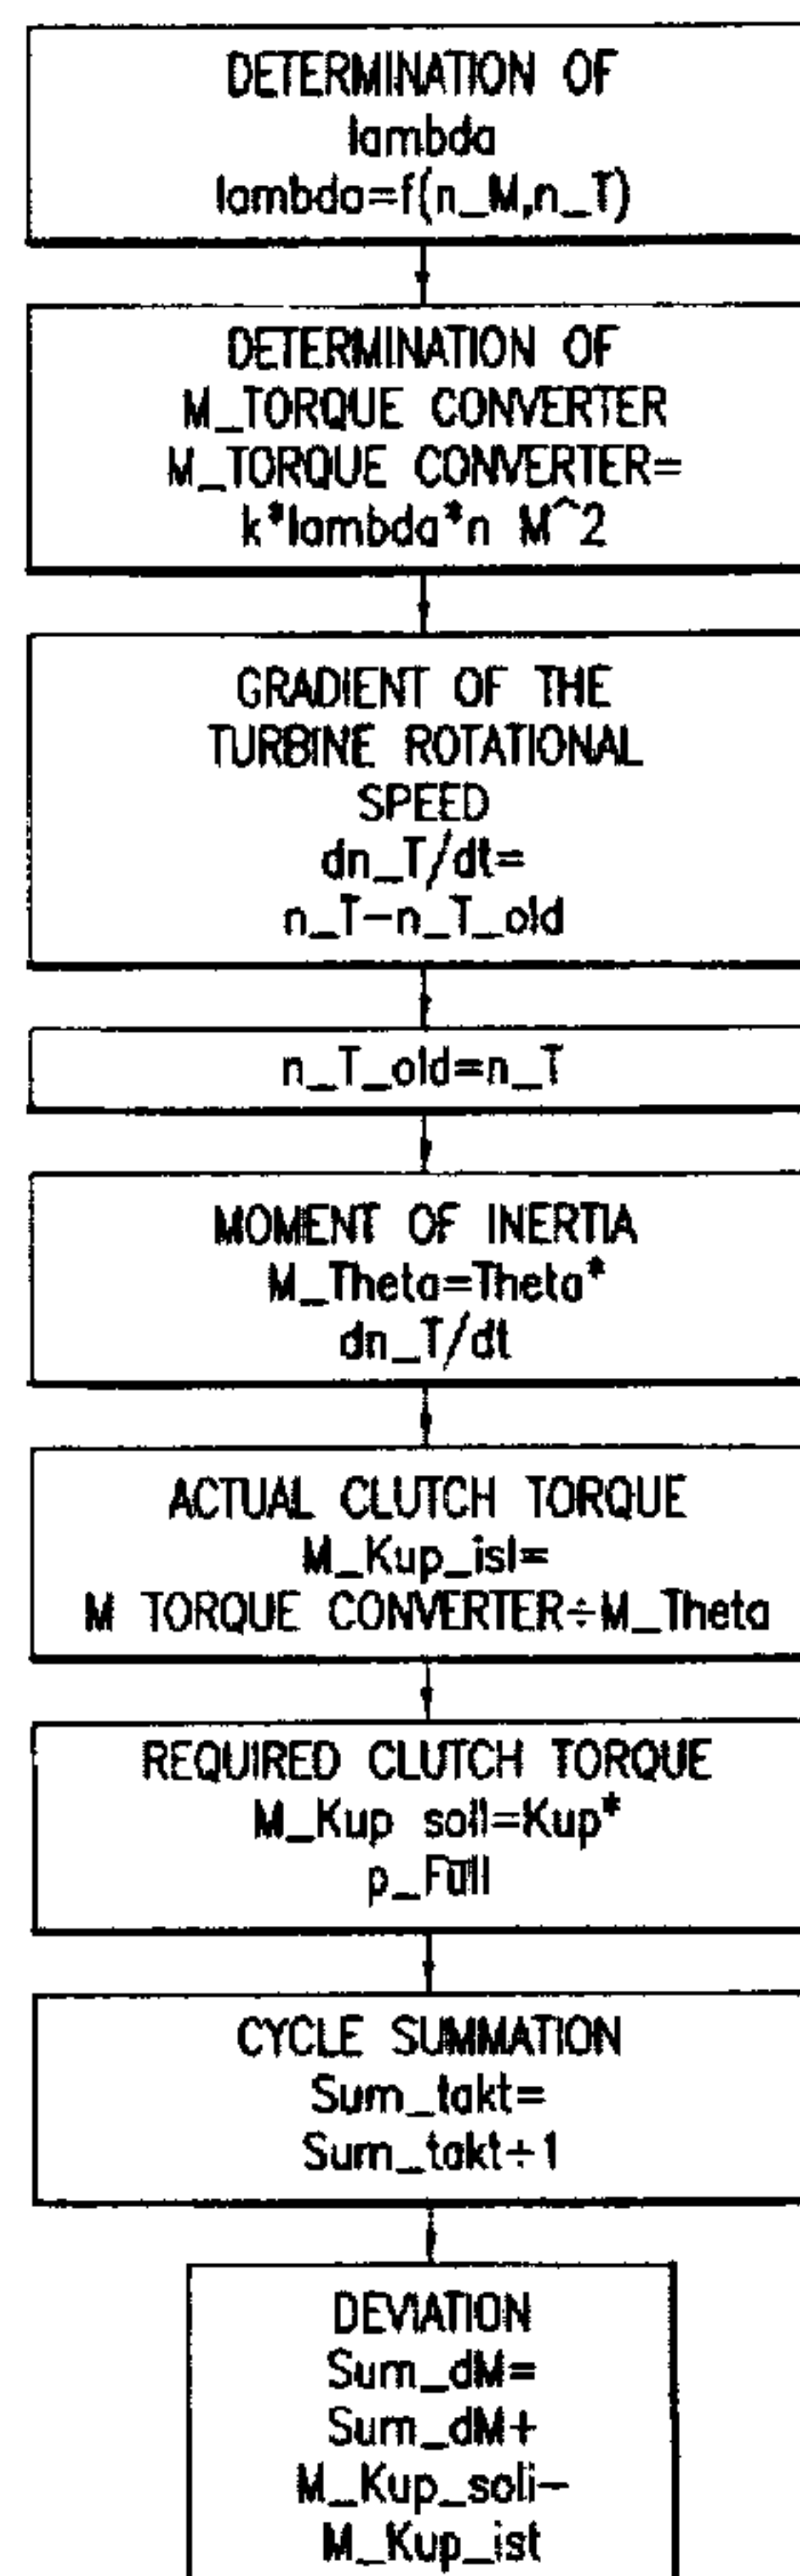 DETERMINATION OF
lambda
lambda=f(n_M,n_T)
DETERMINATION OF
M_TORQUE CONVERTER
M_TORQUE CONVERTER=
k*lambda*n M^2
GRADIENT OF THE
TURBINE ROTATIONAL
SPEED
dn_T/dt=
n_T-n_T_old
n_T_old=n_T
MOMENT OF INERTIA
M_Theta=Theta*
dn_T/dt
ACTUAL CLUTCH TORQUE
M_Kup_isl=
M TORQUE CONVERTER÷M_Theta
REQUIRED CLUTCH TORQUE
M_Kup soll=Kup*
p_Füll
CYCLE SUMMATION
Sum_takt=
Sum_takt÷1
DEVIATION
Sum_dM=
Sum_dM+
M_Kup_soli-
M_Kup_ist